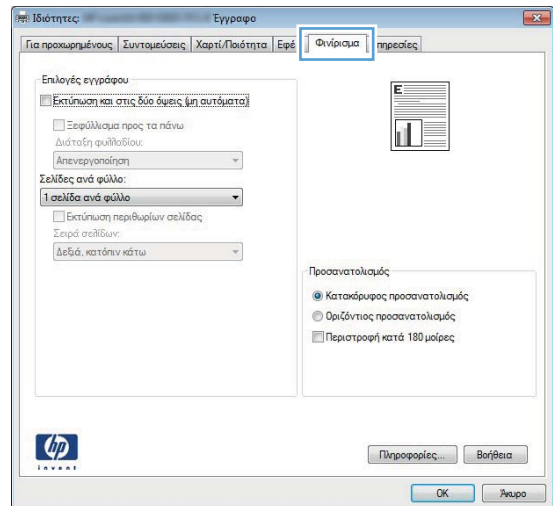 Ιδιότητες: Έγγραφο
Για προχωρημένους Συντομεύσεις Χαρτί/Ποιότητα Εφέ Φινίρισμα πηρεσίες
Επιλογές εγγράφου
Εκτύπωση και στις δύο όψεις (μη αυτόματα)
Ξεφύλλισμα προς τα πάνω
Διάταξη φυλλαδίου:
Απενεργοποίηση
Σελίδες ανά φύλλο:
1 σελίδα ανά φύλλο
Εκτύπωση περιθωρίων σελίδας
Σειρά σελίδων:
Δεξιά, κατόπιν κάτω
E
Προσανατολισμός
Κατακόρυφος προσανατολισμός
Οριζόντιος προσανατολισμός
Περιστροφή κατά 180 μοίρες
hp
invent
Πληροφορίες... Βοήθεια
OK Άκυρο